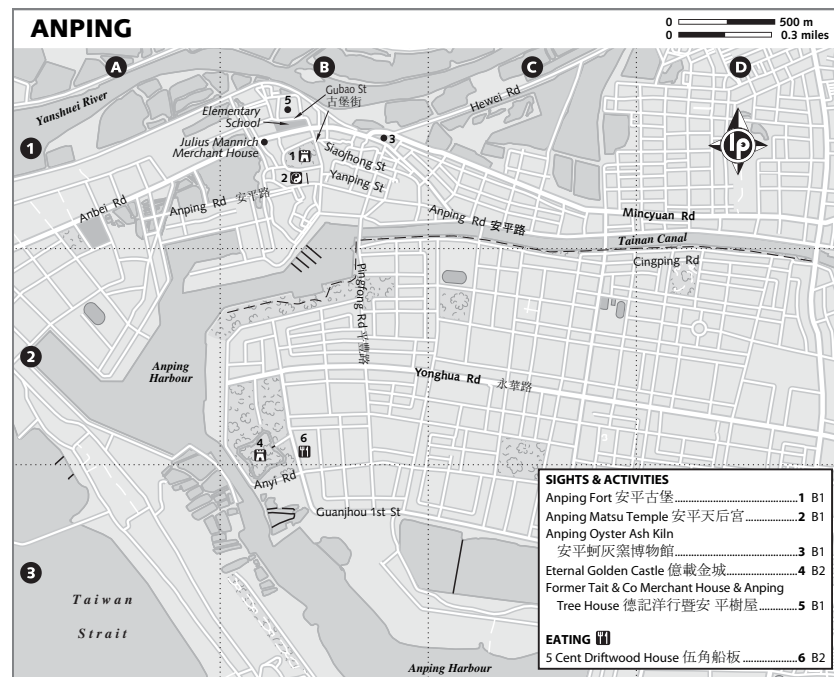 ANPING
0 500 m
0 0.3 miles
A
B
C
D
Yanshuei River
5
Gubao St
古堡街
Hewei Rd
Elementary
School
1
3
Julius Mannich
Merchant House
1
Siaojhong St
lp
2
Yanping St
Anbei Rd
Anping Rd 安平路
Anping Rd 安平路
Mincyuan Rd
Tainan Canal
Cingping Rd
Pingfong Rd 平豐路
2
Anping
Harbour
Yonghua Rd 永華路
4
6
Anyi Rd
Guanjhou 1st St
3
Taiwan
Strait
Anping Harbour
SIGHTS & ACTIVITIES
Anping Fort 安平古堡 1 B1
Anping Matsu Temple 安平天后宮 2 B1
Anping Oyster Ash Kiln
安平蚵灰窯博物館 3 B1
Eternal Golden Castle 億載金城 4 B2
Former Tait & Co Merchant House & Anping
Tree House 德記洋行暨安 平樹屋 5 B1
EATING
5 Cent Driftwood House 伍角船板 6 B2